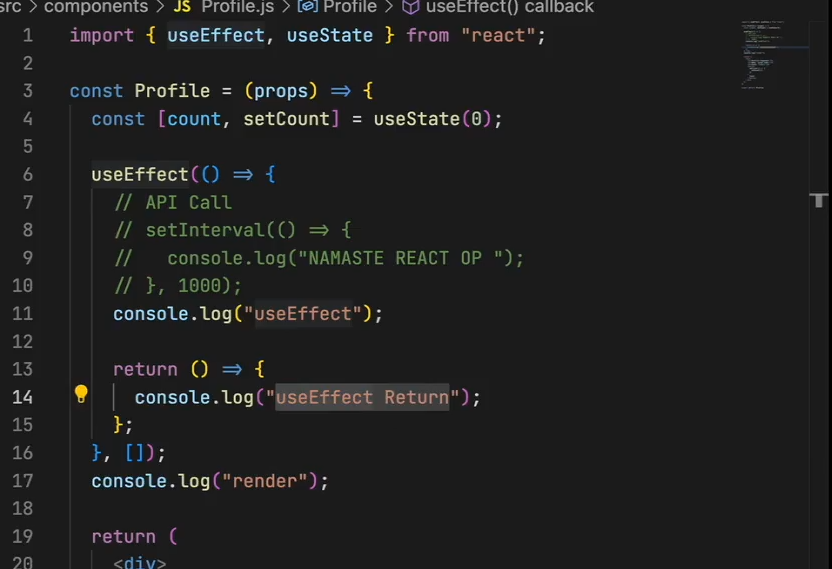 src > components > JS Profile.js > Profile > useEffect() callback
1 import { useEffect, useState } from "react";
2
3 const Profile = (props) => {
4 const [count, setCount] = useState(0);
5
6 useEffect(() => {
7 // API Call
8 // setInterval(() => {
9 // console.log("NAMASTE REACT OP ");
10 // }, 1000);
11 console.log("useEffect");
12
13 return () => {
14 console.log("useEffect Return");
15 };
16 }, []);
17 console.log("render");
18
19 return (
20 <div>